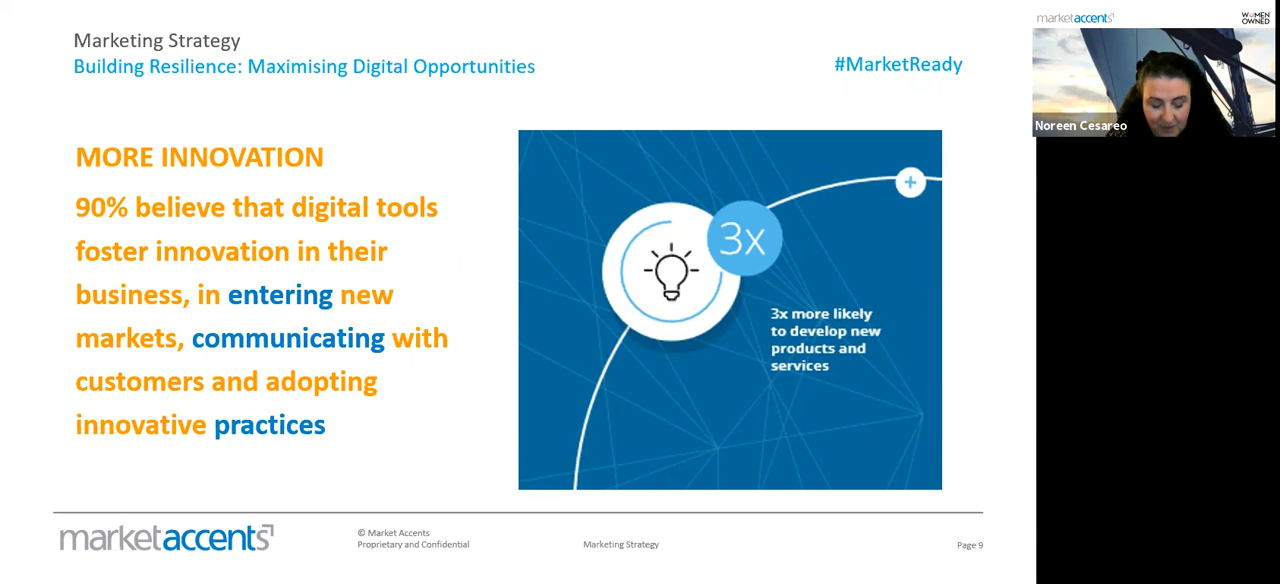 Marketing Strategy
Building Resilience: Maximising Digital Opportunities
#MarketReady
MORE INNOVATION
90% believe that digital tools
foster innovation in their
business, in entering new
markets, communicating with
customers and adopting
innovative practices
3x
3x more likely
to develop new
products and
services
marketaccents
© Market Accents
Proprietary and Confidential
Marketing Strategy
Page 9
marketaccents
WOMEN
OWNED
Noreen Cesareo